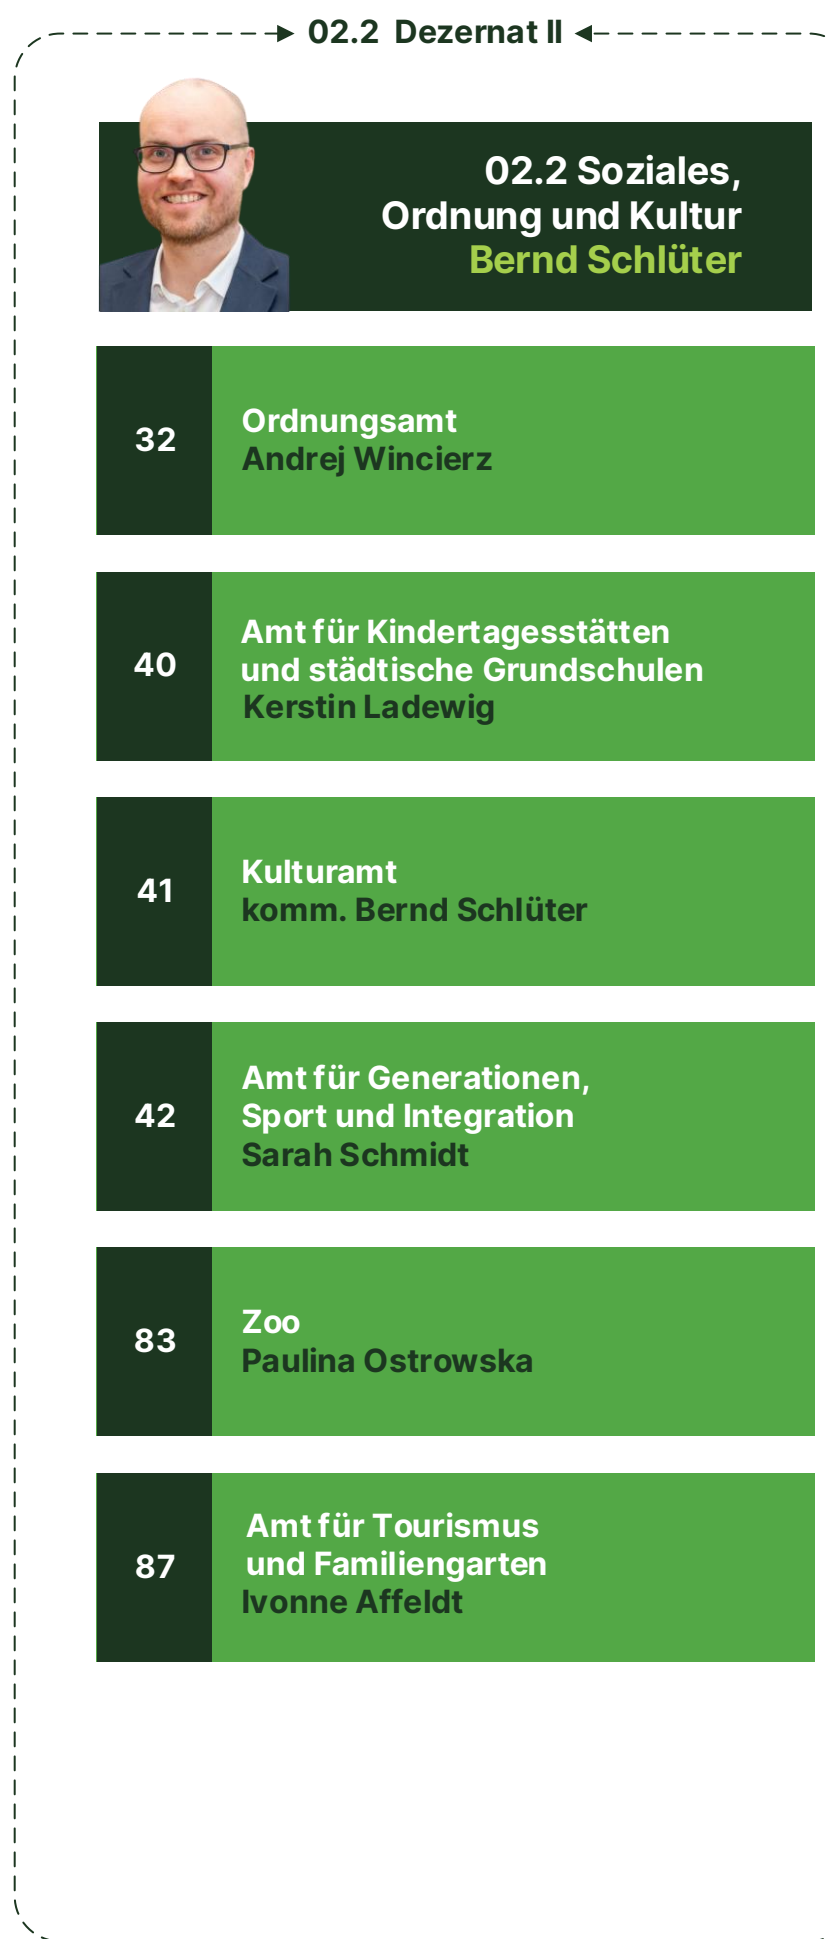 02.2 Dezernat II
02.2 Soziales,
Ordnung und Kultur
Bernd Schlüter
32
Ordnungsamt
Andrej Wincierz
40
Amt für Kindertagesstätten
und städtische Grundschulen
Kerstin Ladewig
41
Kulturamt
komm. Bernd Schlüter
42
Amt für Generationen,
Sport und Integration
Sarah Schmidt
83
Zoo
Paulina Ostrowska
87
Amt für Tourismus
und Familiengarten
Ivonne Affeldt